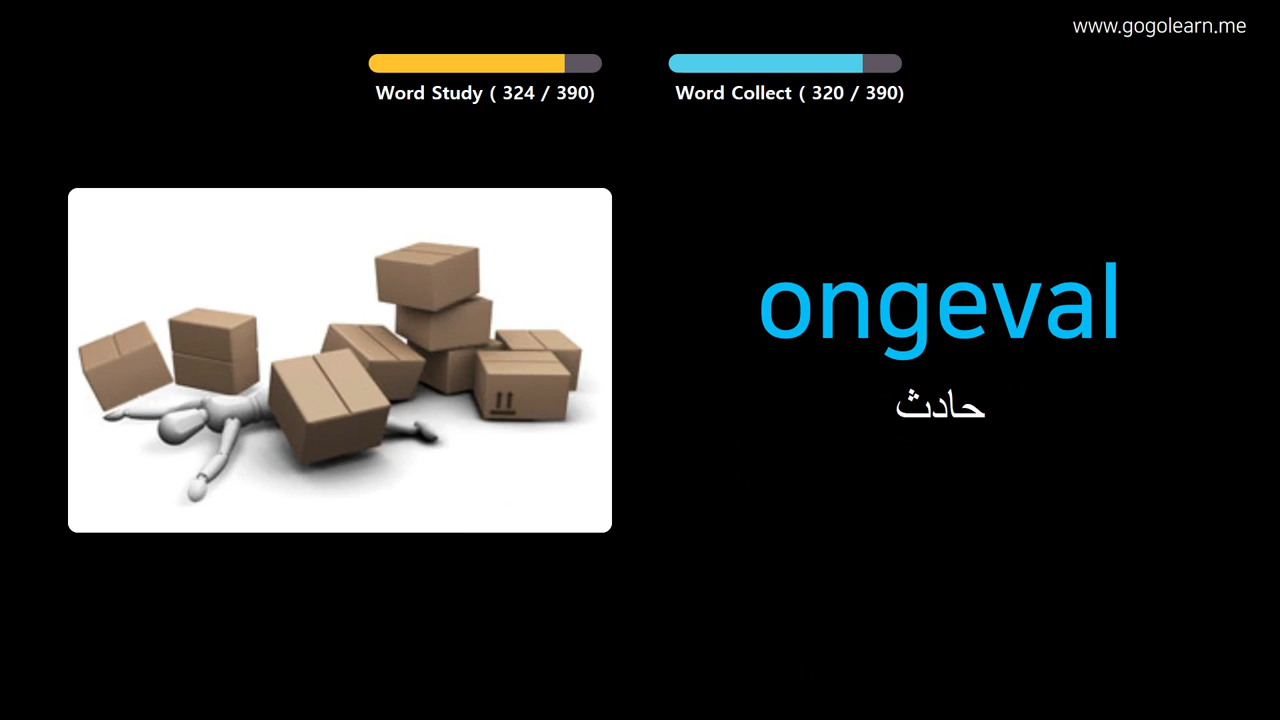 www.gogolearn.me
Word Study ( 324 / 390)
Word Collect ( 320 / 390)
ongeval
حادث